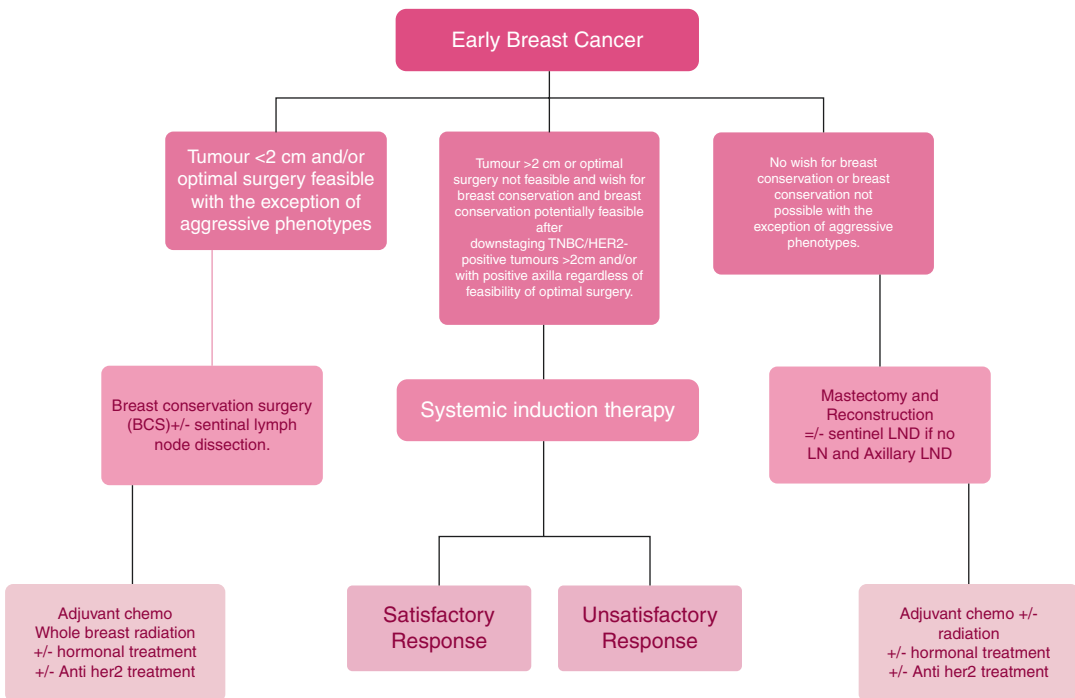 Early Breast Cancer
Tumour <2 cm and/or
optimal surgery feasible
with the exception of
aggressive phenotypes
Tumour >2 cm or optimal
surgery not feasible and wish for
breast conservation and breast
conservation potentially feasible
after
downstaging TNBC/HER2-
positive tumours >2cm and/or
with positive axilla regardless of
feasibility of optimal surgery.
No wish for breast
conservation or breast
conservation not
possible with the
exception of aggressive
phenotypes.
Breast conservation surgery
(BCS)+/- sentinal lymph
node dissection.
Systemic induction therapy
Mastectomy and
Reconstruction
=/- sentinel LND if no
LN and Axillary LND
Adjuvant chemo
Whole breast radiation
+/- hormonal treatment
+/- Anti her2 treatment
Satisfactory
Response
Unsatisfactory
Response
Adjuvant chemo +/-
radiation
+/- hormonal treatment
+/- Anti her2 treatment